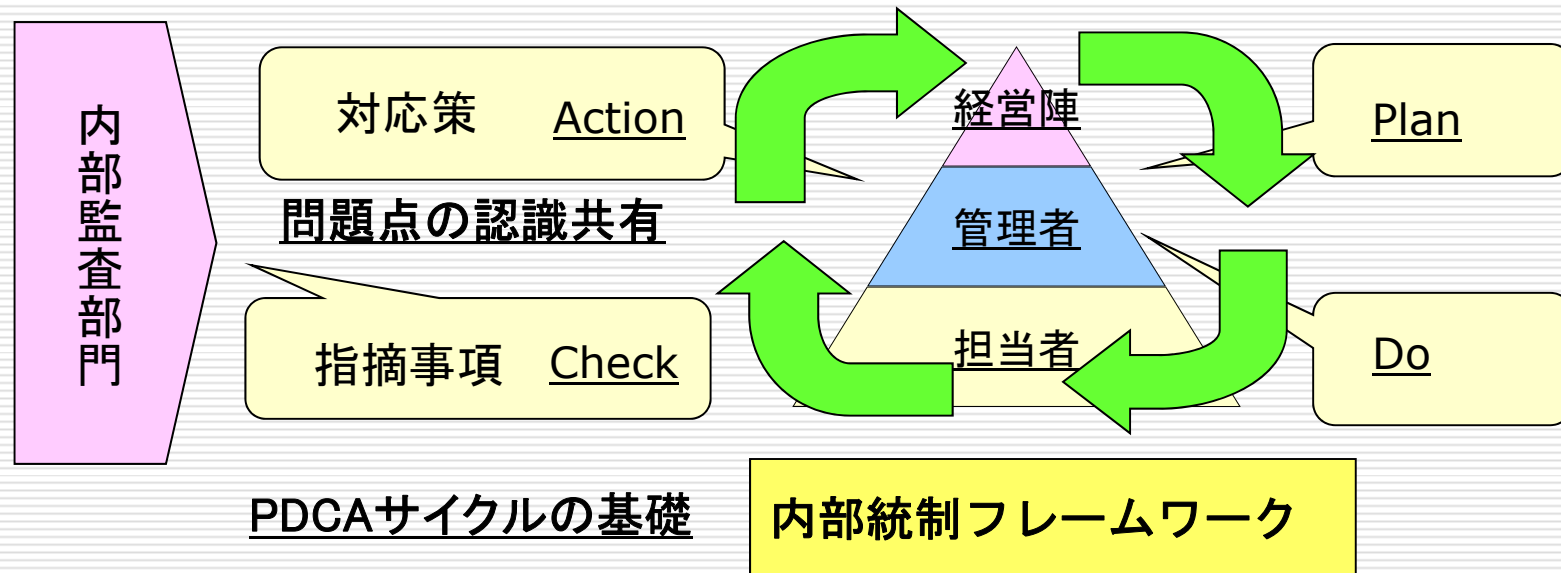 内部監査部門
対応策 Action
問題点の認識共有
指摘事項 Check
経営陣
管理者
担当者
Plan
Do
PDCAサイクルの基礎
内部統制フレームワーク